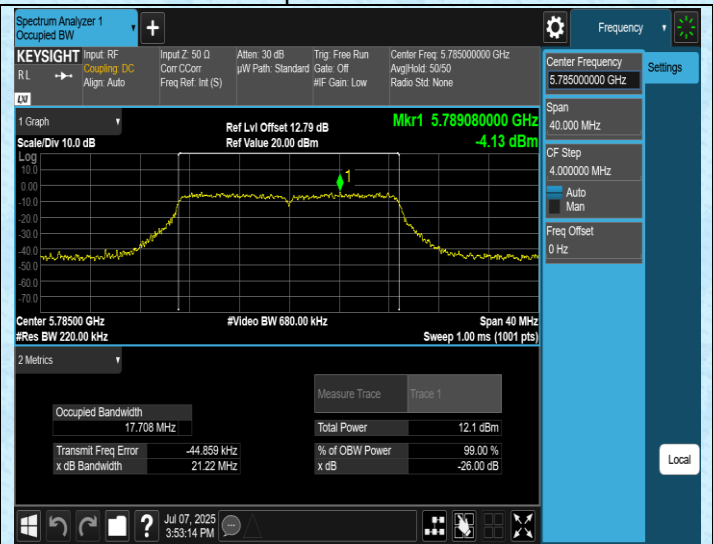 Spectrum Analyzer 1
Occupied BW
Frequency
KEYSIGHT
RL
LXI
Input: RF
Coupling: DC
Align: Auto
Input Z: 50 Ω
Corr CCorr
Freq Ref: Int (S)
Atten: 30 dB
µW Path: Standard
Trig: Free Run
Gate: Off
#IF Gain: Low
Center Freq: 5.785000000 GHz
Avg|Hold: 50/50
Radio Std: None
Center Frequency
5.785000000 GHz
Settings
Span
40.000 MHz
CF Step
4.000000 MHz
Auto
Man
Freq Offset
0 Hz
1 Graph
Scale/Div 10.0 dB
Ref Lvl Offset 12.79 dB
Ref Value 20.00 dBm
Mkr1 5.789080000 GHz
-4.13 dBm
Log
10.0
0.00
-10.0
-20.0
-30.0
-40.0
-50.0
-60.0
-70.0
1
Center 5.78500 GHz
#Res BW 220.00 kHz
#Video BW 680.00 kHz
Span 40 MHz
Sweep 1.00 ms (1001 pts)
2 Metrics
Measure Trace
Trace 1
Occupied Bandwidth
17.708 MHz
Total Power
12.1 dBm
Transmit Freq Error
-44.859 kHz
% of OBW Power
99.00 %
x dB Bandwidth
21.22 MHz
x dB
-26.00 dB
Local
?
Jul 07, 2025
3:53:14 PM